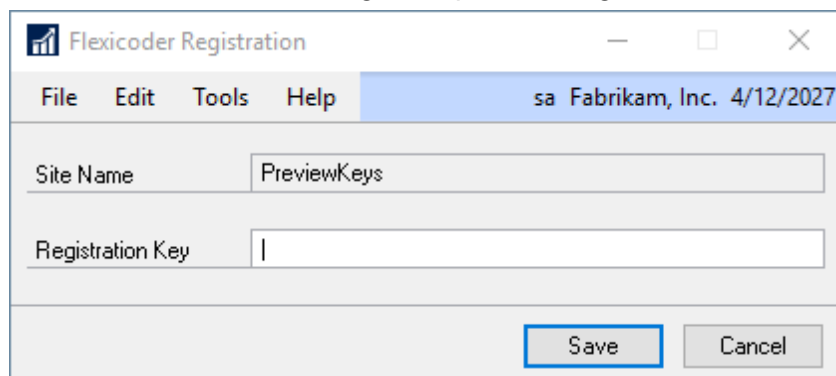 Flexicoder Registration
File Edit Tools Help sa Fabrikam, Inc. 4/12/2027
Site Name PreviewKeys
Registration Key
Save Cancel